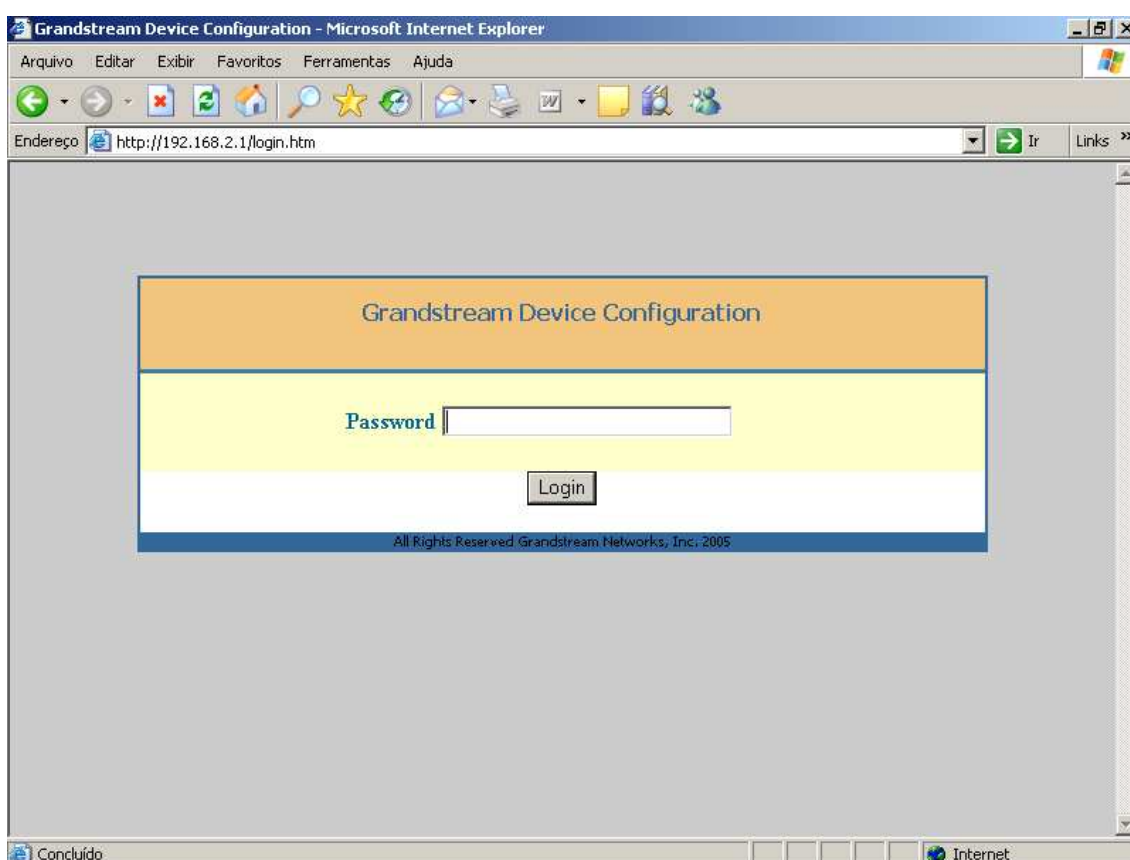 Grandstream Device Configuration - Microsoft Internet Explorer
Arquivo Editar Exibir Favoritos Ferramentas Ajuda
Endereço http://192.168.2.1/login.htm Ir Links »
Grandstream Device Configuration
Password
Login
All Rights Reserved Grandstream Networks, Inc. 2005
Concluído Internet